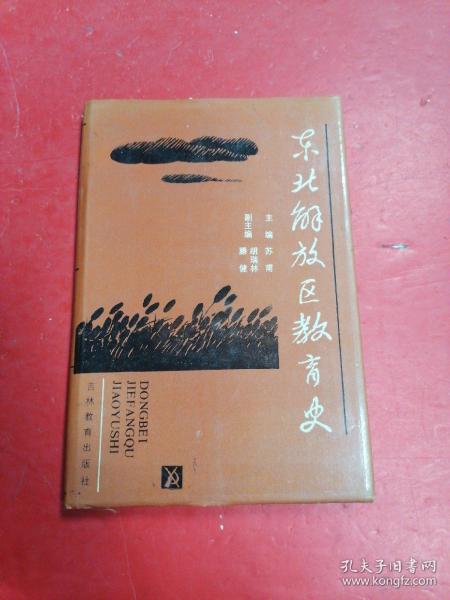 东北解放区教育史
主编 苏甫
副主编 胡瑞林
滕健
DONGBEI
JIEFANGQU
JIAOYUSHI
吉林教育出版社
孔夫子旧书网
www.kongfz.com